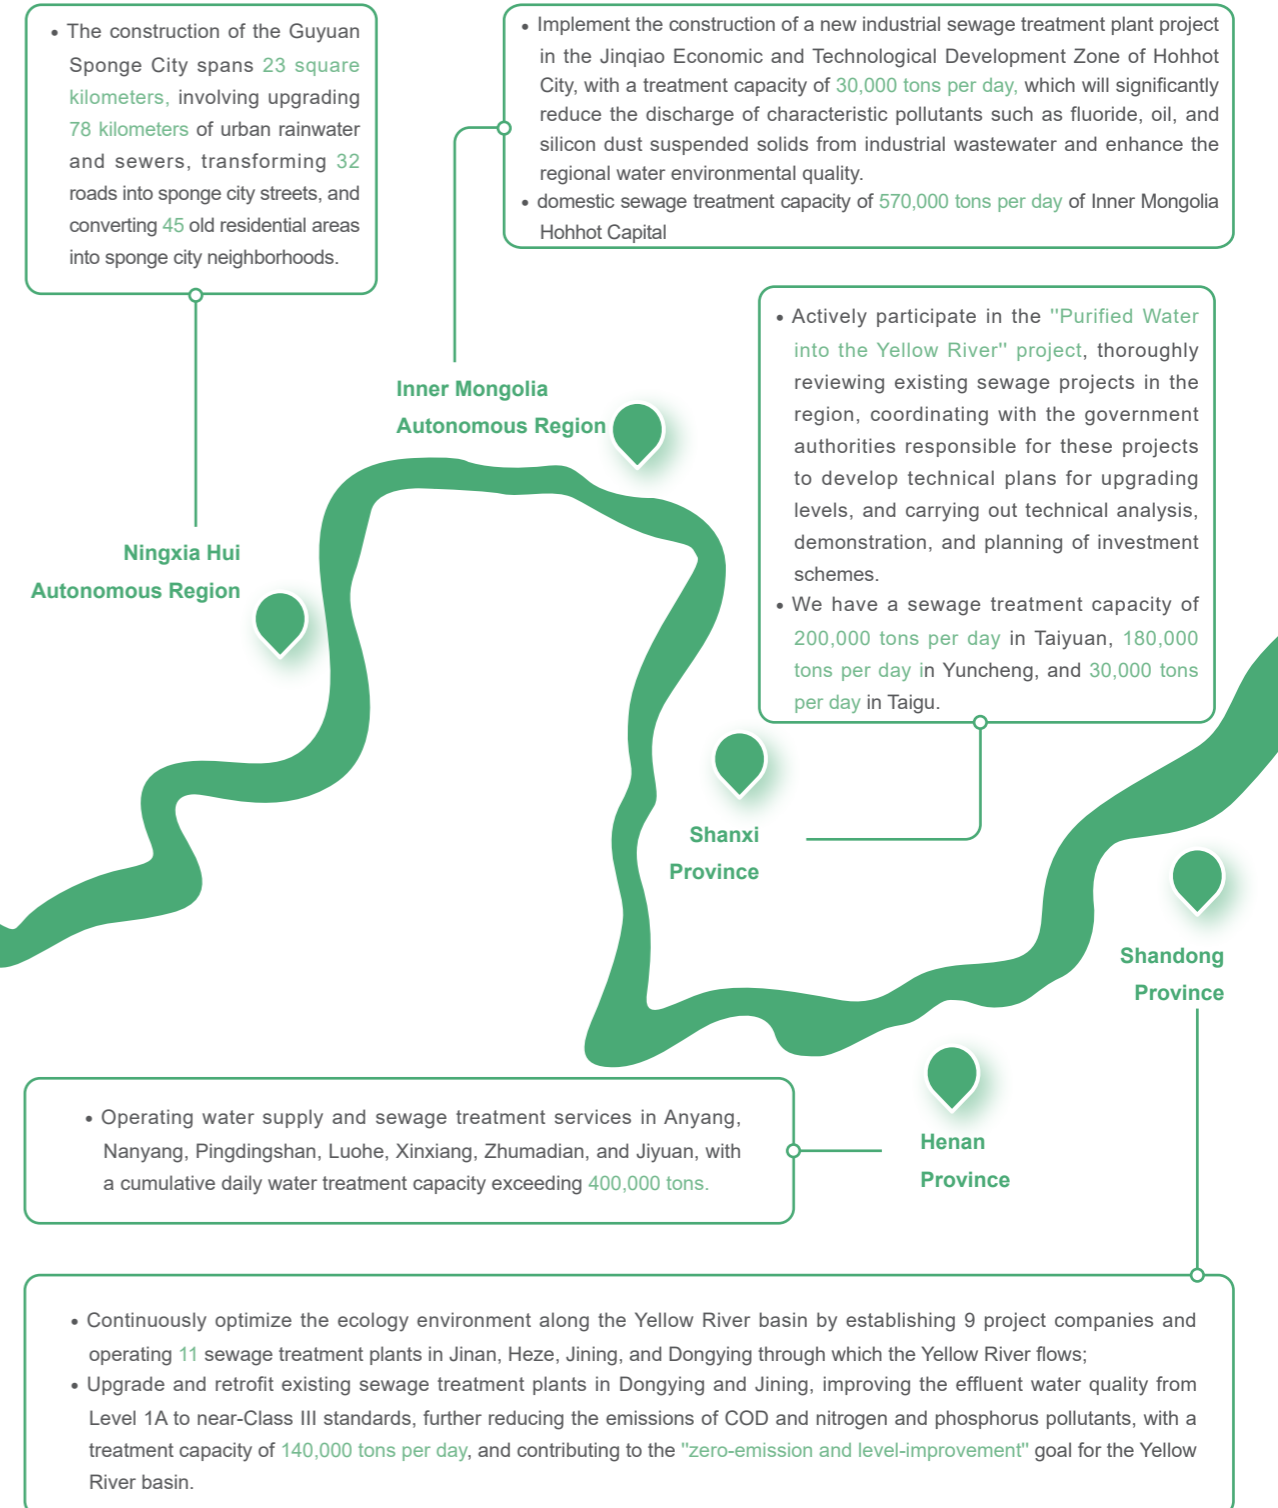 • The construction of the Guyuan
Sponge City spans 23 square
kilometers, involving upgrading
78 kilometers of urban rainwater
and sewers, transforming 32
roads into sponge city streets, and
converting 45 old residential areas
into sponge city neighborhoods.
• Implement the construction of a new industrial sewage treatment plant project
in the Jinqiao Economic and Technological Development Zone of Hohhot
City, with a treatment capacity of 30,000 tons per day, which will significantly
reduce the discharge of characteristic pollutants such as fluoride, oil, and
silicon dust suspended solids from industrial wastewater and enhance the
regional water environmental quality.
• domestic sewage treatment capacity of 570,000 tons per day of Inner Mongolia
Hohhot Capital
• Actively participate in the "Purified Water
into the Yellow River" project, thoroughly
reviewing existing sewage projects in the
region, coordinating with the government
authorities responsible for these projects
to develop technical plans for upgrading
levels, and carrying out technical analysis,
demonstration, and planning of investment
schemes.
• We have a sewage treatment capacity of
200,000 tons per day in Taiyuan, 180,000
tons per day in Yuncheng, and 30,000 tons
per day in Taigu.
Inner Mongolia
Autonomous Region
Ningxia Hui
Autonomous Region
Shanxi
Province
Shandong
Province
Henan
Province
• Operating water supply and sewage treatment services in Anyang,
Nanyang, Pingdingshan, Luohe, Xinxiang, Zhumadian, and Jiyuan, with
a cumulative daily water treatment capacity exceeding 400,000 tons.
• Continuously optimize the ecology environment along the Yellow River basin by establishing 9 project companies and
operating 11 sewage treatment plants in Jinan, Heze, Jining, and Dongying through which the Yellow River flows;
• Upgrade and retrofit existing sewage treatment plants in Dongying and Jining, improving the effluent water quality from
Level 1A to near-Class III standards, further reducing the emissions of COD and nitrogen and phosphorus pollutants, with a
treatment capacity of 140,000 tons per day, and contributing to the "zero-emission and level-improvement" goal for the Yellow
River basin.